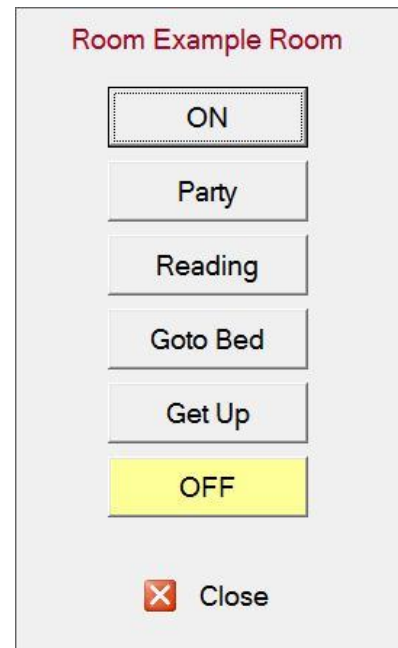 Room Example Room
ON
Party
Reading
Goto Bed
Get Up
OFF
Close